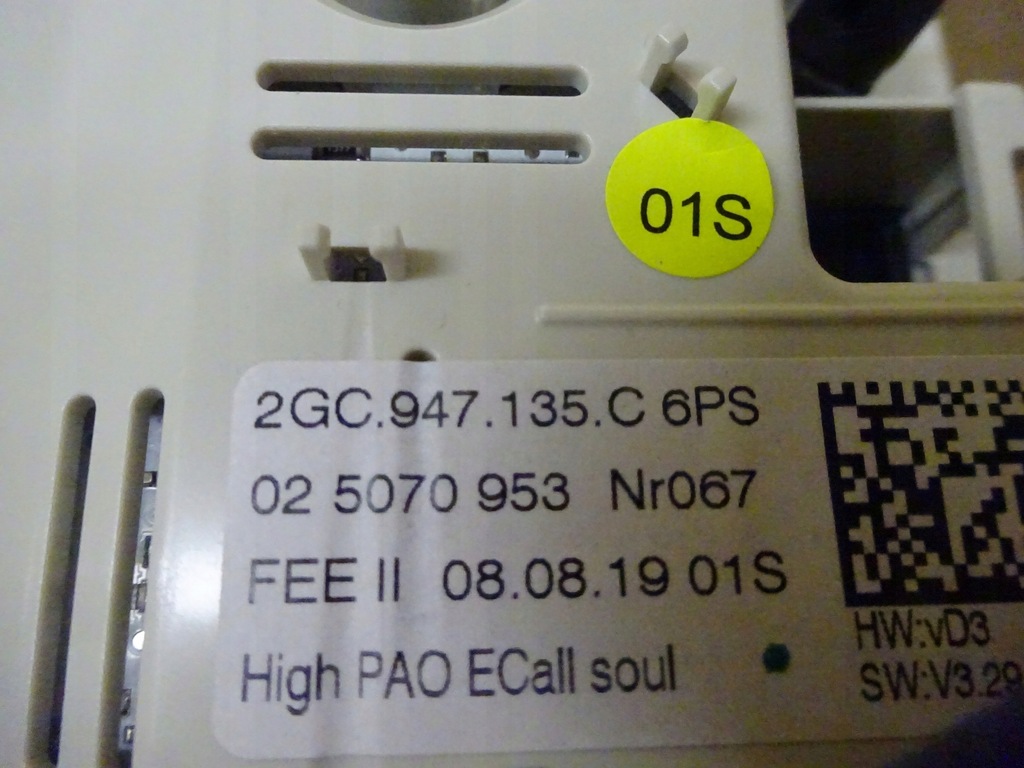 01S
2GC.947.135.C 6PS
02 5070 953 Nr067
FEE II 08.08.19 01S
High PAO ECall soul
HW:vD3
SW:V3.29